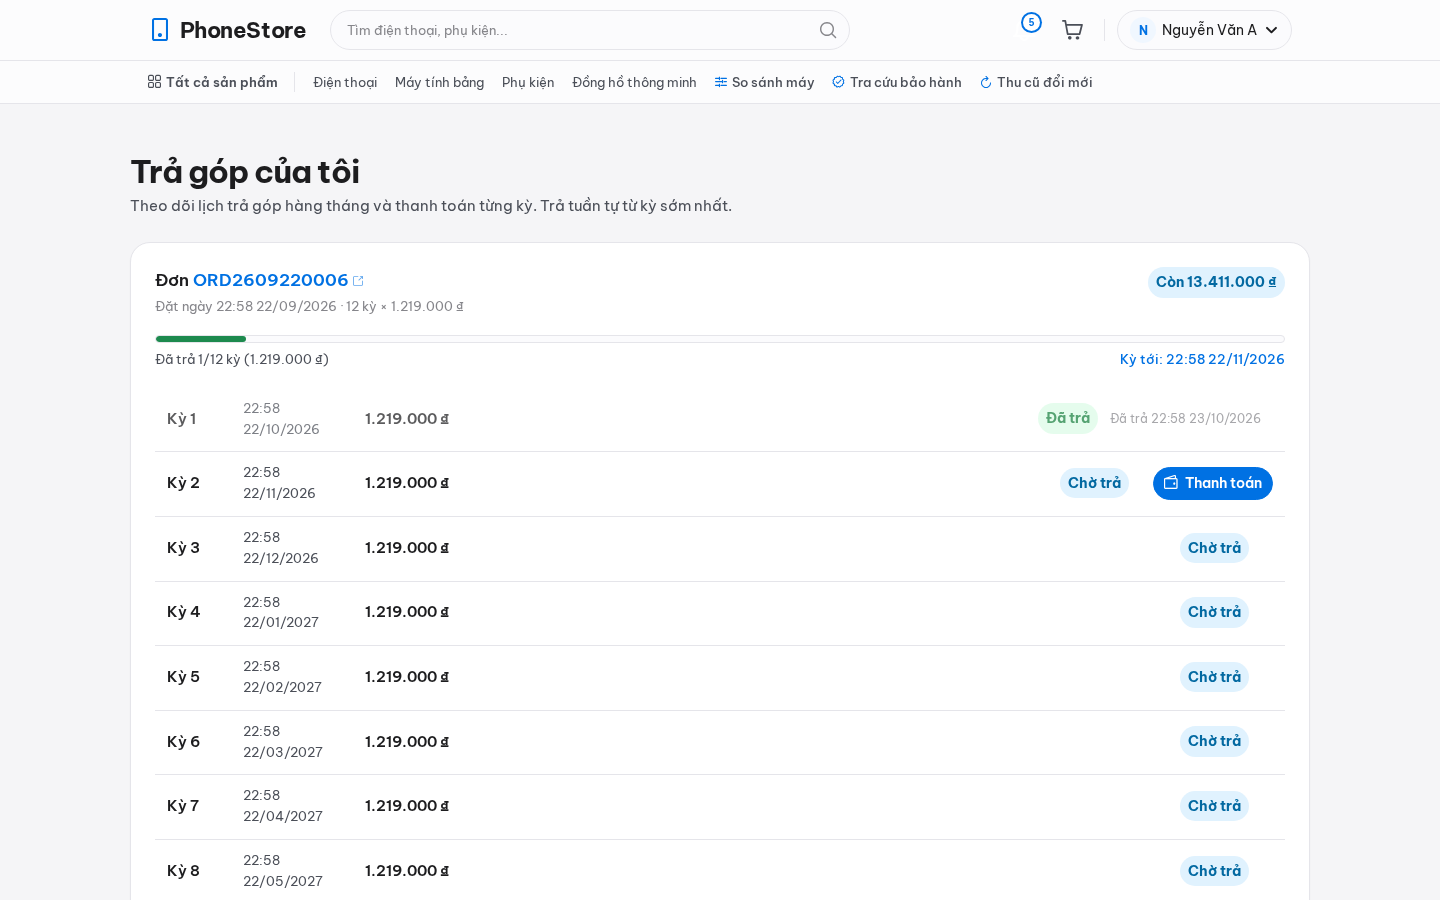 PhoneStore
Tìm điện thoại, phụ kiện...
5
N Nguyễn Văn A
Tất cả sản phẩm Điện thoại Máy tính bảng Phụ kiện Đồng hồ thông minh So sánh máy Tra cứu bảo hành Thu cũ đổi mới
Trả góp của tôi
Theo dõi lịch trả góp hàng tháng và thanh toán từng kỳ. Trả tuần tự từ kỳ sớm nhất.
Đơn ORD2609220006
Còn 13.411.000 ₫
Đặt ngày 22:58 22/09/2026 · 12 kỳ × 1.219.000 ₫
Đã trả 1/12 kỳ (1.219.000 ₫)
Kỳ tới: 22:58 22/11/2026
Kỳ 1
22:58
22/10/2026
1.219.000 ₫
Đã trả
Đã trả 22:58 23/10/2026
Kỳ 2
22:58
22/11/2026
1.219.000 ₫
Chờ trả
Thanh toán
Kỳ 3
22:58
22/12/2026
1.219.000 ₫
Chờ trả
Kỳ 4
22:58
22/01/2027
1.219.000 ₫
Chờ trả
Kỳ 5
22:58
22/02/2027
1.219.000 ₫
Chờ trả
Kỳ 6
22:58
22/03/2027
1.219.000 ₫
Chờ trả
Kỳ 7
22:58
22/04/2027
1.219.000 ₫
Chờ trả
Kỳ 8
22:58
22/05/2027
1.219.000 ₫
Chờ trả